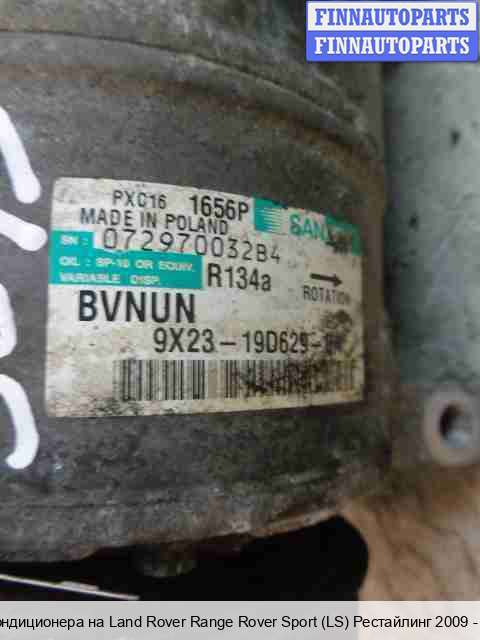 FINNAUTOPARTS
FINNAUTOPARTS
PXC16 1656P
MADE IN POLAND
SN: 072970032B4
OIL: SP-10 OR EQUIV.
VARIABLE DISP.
R134a
ROTATION
BVNUN
9X23-19D629-
ондиционера на Land Rover Range Rover Sport (LS) Рестайлинг 2009 -